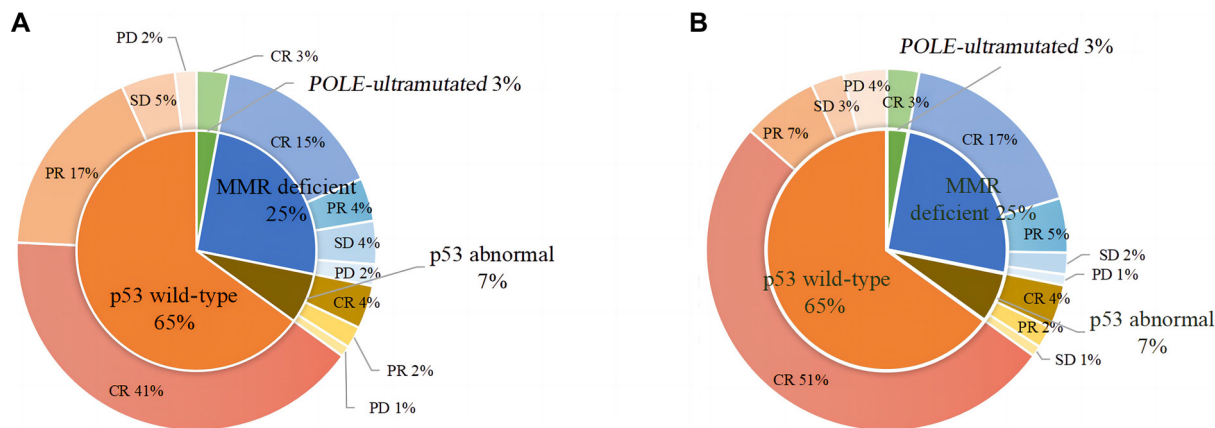 A
PD 2%
CR 3%
POLE-ultramutated 3%
SD 5%
CR 15%
PR 17%
MMR deficient
25%
PR 4%
SD 4%
PD 2%
p53 abnormal
7%
CR 4%
p53 wild-type
65%
PR 2%
CR 41%
PD 1%
B
POLE-ultramutated 3%
PD 4%
CR 3%
SD 3%
PR 7%
CR 17%
MMR
deficient 25%
PR 5%
SD 2%
PD 1%
p53 wild-type
65%
CR 4%
p53 abnormal
7%
PR 2%
SD 1%
CR 51%